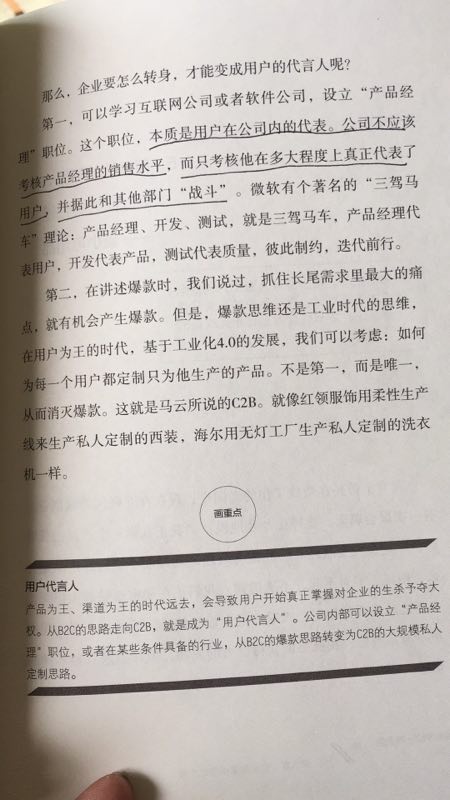 那么，企业要怎么转身，才能变成用户的代言人呢？
第一，可以学习互联网公司或者软件公司，设立“产品经
理”职位。这个职位，本质是用户在公司内的代表。公司不应该
考核产品经理的销售水平，而只考核他在多大程度上真正代表了
用户，并据此和其他部门“战斗”。微软有个著名的“三驾马
车”理论：产品经理、开发、测试，就是三驾马车，产品经理代
表用户，开发代表产品，测试代表质量，彼此制约，迭代前行。
第二，在讲述爆款时，我们说过，抓住长尾需求里最大的痛
点，就有机会产生爆款。但是，爆款思维还是工业时代的思维，
在用户为王的时代，基于工业化4.0的发展，我们可以考虑：如何
为每一个用户都定制只为他生产的产品。不是第一，而是唯一，
从而消灭爆款。这就是马云所说的C2B。就像红领服饰用柔性生产
线来生产私人定制的西装，海尔用无灯工厂生产私人定制的洗衣
机一样。
画重点
用户代言人
产品为王、渠道为王的时代远去，会导致用户开始真正掌握对企业的生杀予夺大
权。从B2C的思路走向C2B，就是成为“用户代言人”。公司内部可以设立“产品经
理”职位，或者在某些条件具备的行业，从B2C的爆款思路转变为C2B的大规模私人
定制思路。